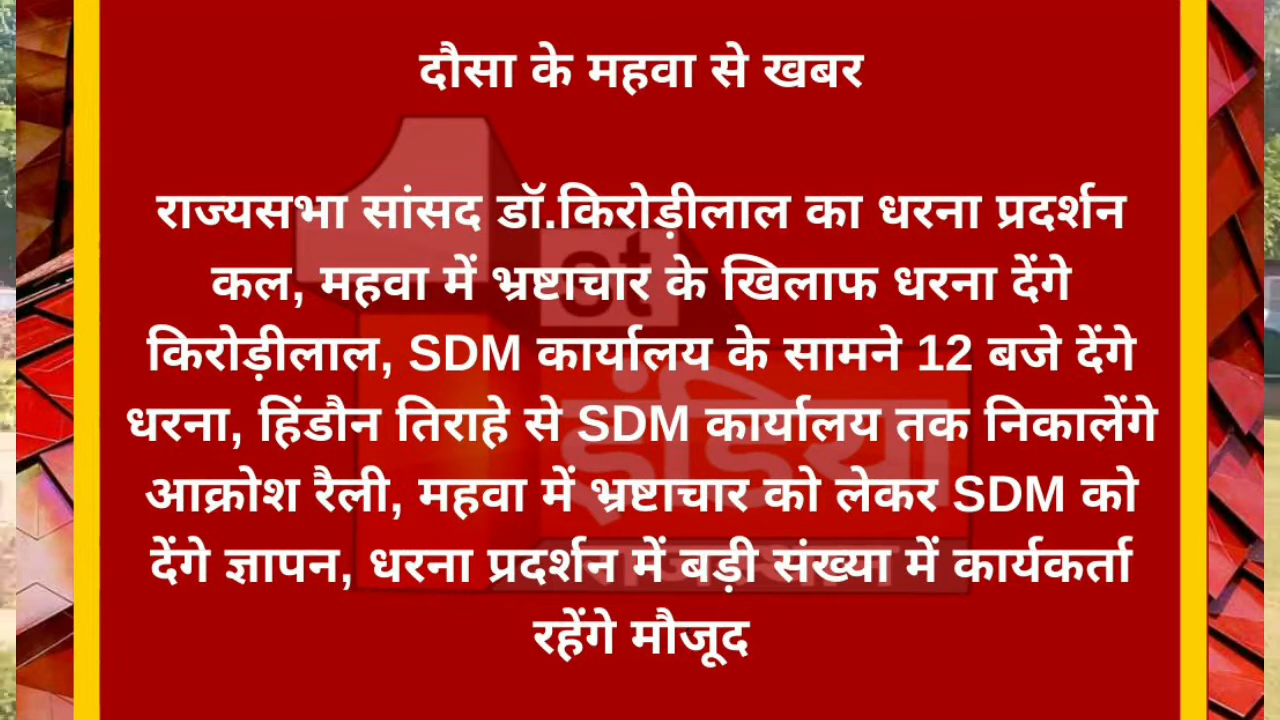 दौसा के महवा से खबर
राज्यसभा सांसद डॉ.किरोड़ीलाल का धरना प्रदर्शन
कल, महवा में भ्रष्टाचार के खिलाफ धरना देंगे
किरोड़ीलाल, SDM कार्यालय के सामने 12 बजे देंगे
धरना, हिंडौन तिराहे से SDM कार्यालय तक निकालेंगे
आक्रोश रैली, महवा में भ्रष्टाचार को लेकर SDM को
देंगे ज्ञापन, धरना प्रदर्शन में बड़ी संख्या में कार्यकर्ता
रहेंगे मौजूद
1st
इंडिया